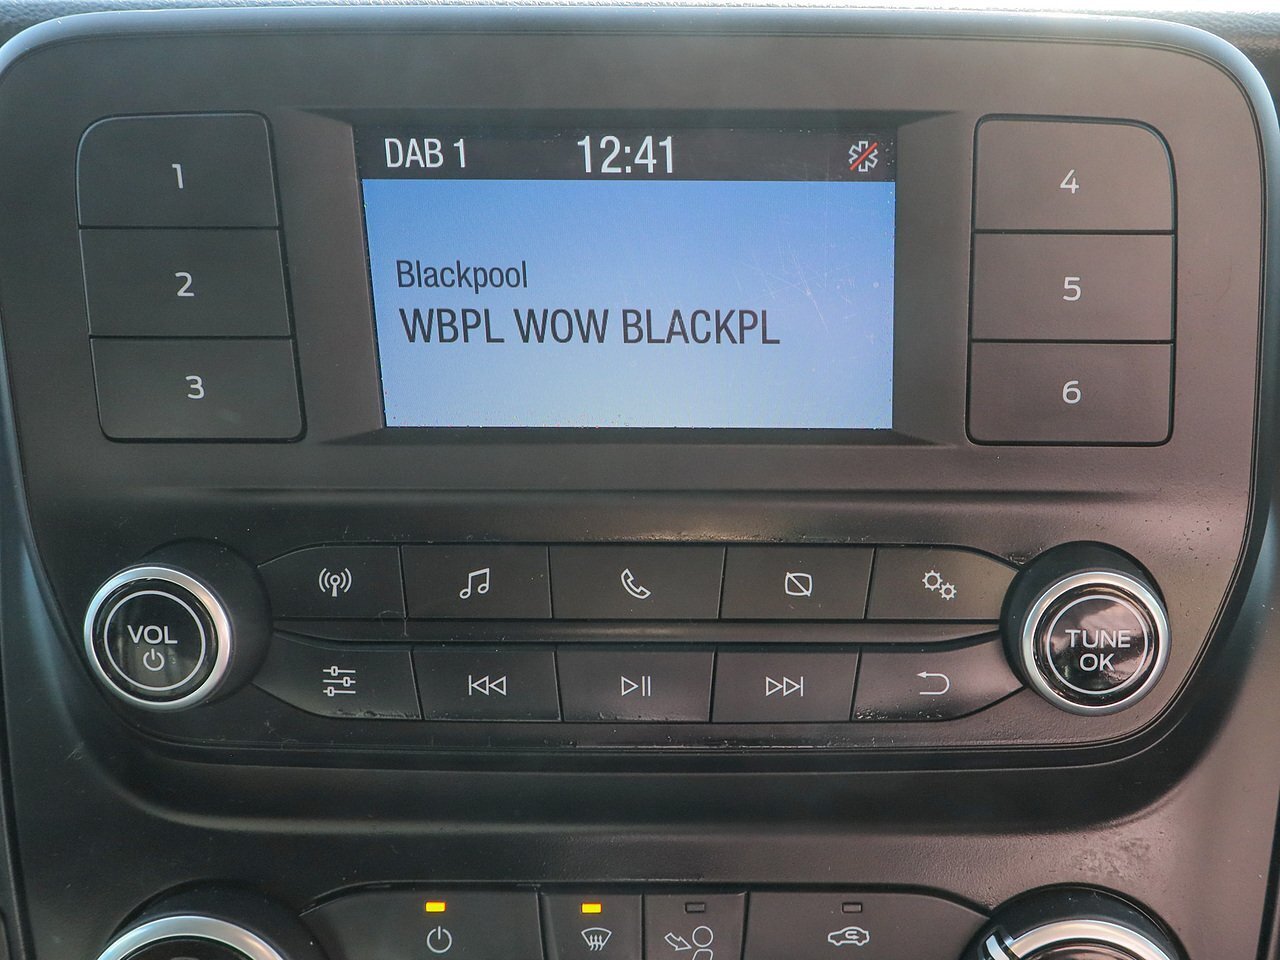 DAB 1 12:41
Blackpool
WBPL WOW BLACKPL
1
2
3
4
5
6
VOL
TUNE
OK